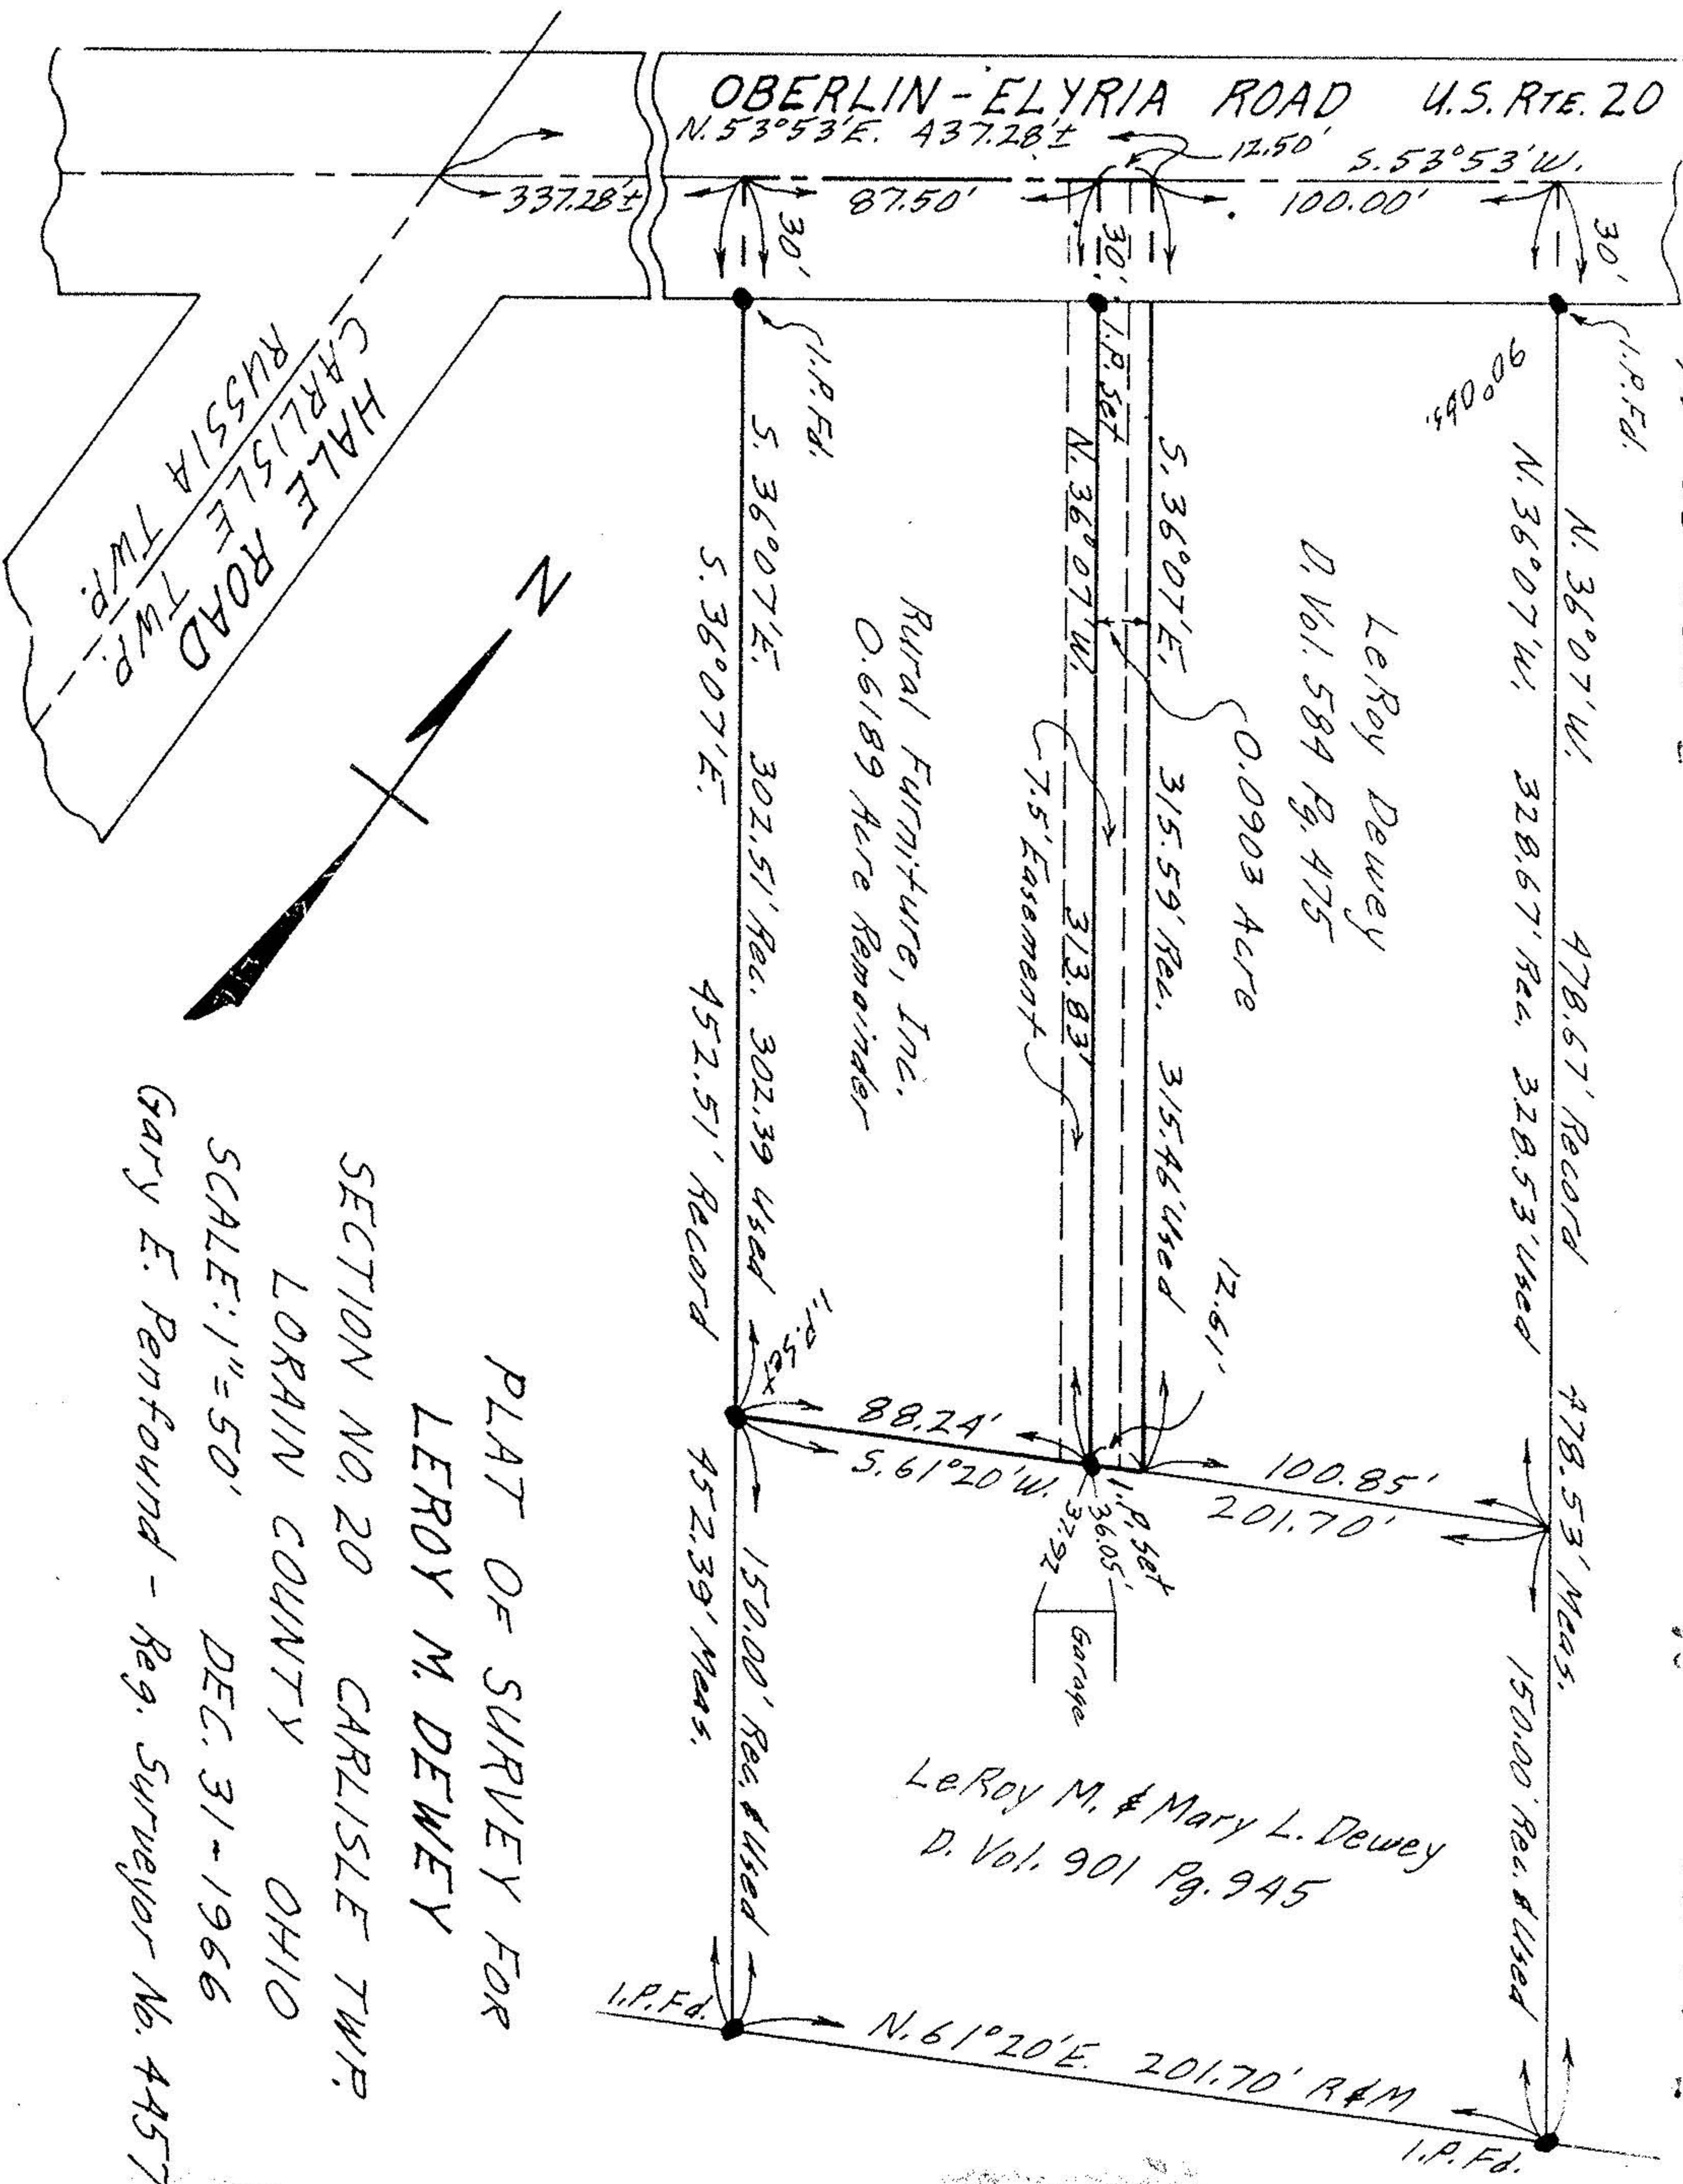 OBERLIN-ELYRIA ROAD U.S. RTE. 20
N. 53°53'E. 437.28'±
12.50'
S. 53°53'W.
337.28'±
87.50'
100.00'
30'
30'
30'
I.P.Fd.
I.P. Set
I.P.Fd.
90° Obs.
HALE ROAD
CARLISLE TWP.
RUSSIA TWP.
N
N. 36°07'W. 478.67' Record 478.53' Meas.
N. 36°07'W. 328.67' Rec. 328.53' Used
150.00' Rec. & Used
LeRoy Dewey
D. Vol. 584 Pg. 475
0.0903 Acre
S. 36°07'E. 315.59' Rec. 315.46' Used
N. 36°07'W. 313.83'
7.5' Easement
Rural Furniture, Inc.
0.6189 Acre Remainder
S. 36°07'E. 302.51' Rec. 302.39 Used
150.00' Rec. & Used
S. 36°07'E. 452.51' Record 452.39' Meas.
I.P. Set
12.61'
88.24'
S. 61°20'W.
100.85'
201.70'
I.P. Set
36.05'
37.92
Garage
LeRoy M. & Mary L. Dewey
D. Vol. 901 Pg. 945
I.P.Fd.
N. 61°20'E. 201.70' R&M
I.P.Fd.
PLAT OF SURVEY FOR
LEROY M. DEWEY
SECTION NO. 20 CARLISLE TWP.
LORAIN COUNTY OHIO
SCALE: 1"=50' DEC. 31-1966
Gary E. Penfound - Reg. Surveyor No. 4457